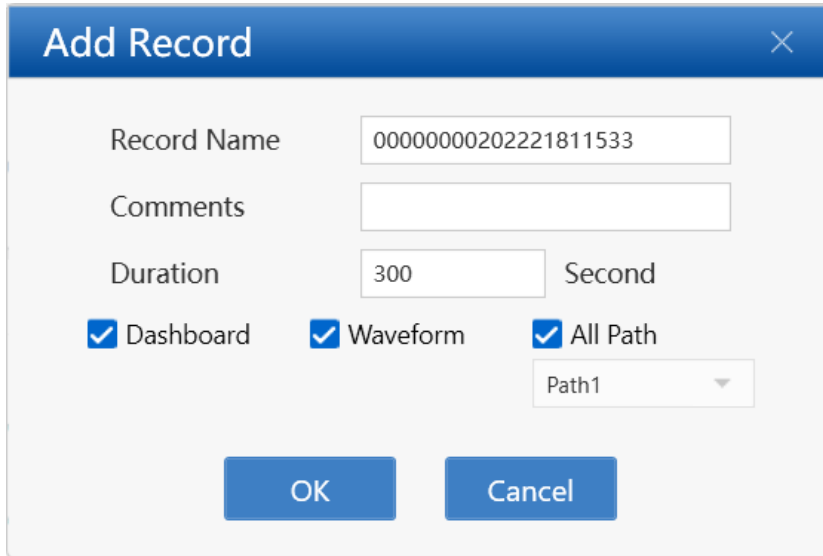 Add Record
Record Name 00000000202221811533
Comments
Duration 300 Second
Dashboard Waveform All Path
Path1
OK Cancel